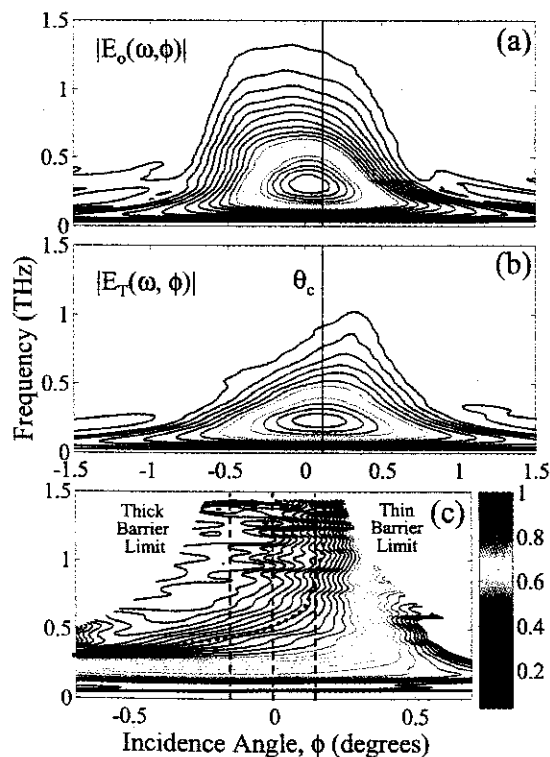 1.5
|E₀(ω,ϕ)|
(a)
1
0.5
0
1.5
|E_T(ω, ϕ)|
θ_c
(b)
1
0.5
0
Frequency (THz)
-1.5 -1 -0.5 0 0.5 1 1.5
1.5
Thick
Barrier
Limit
Thin
Barrier
Limit
(c)
1
0.5
0
-0.5 0 0.5
1
0.8
0.6
0.4
0.2
Incidence Angle, ϕ (degrees)